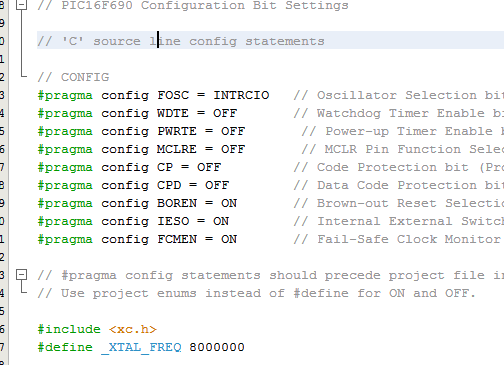 // PIC16F690 Configuration Bit Settings
// 'C' source line config statements
// CONFIG
#pragma config FOSC = INTRCIO   // Oscillator Selection bit
#pragma config WDTE = OFF       // Watchdog Timer Enable bi
#pragma config PWRTE = OFF       // Power-up Timer Enable b
#pragma config MCLRE = OFF       // MCLR Pin Function Selec
#pragma config CP = OFF         // Code Protection bit (Pro
#pragma config CPD = OFF        // Data Code Protection bit
#pragma config BOREN = ON       // Brown-out Reset Selectio
#pragma config IESO = ON        // Internal External Switch
#pragma config FCMEN = ON       // Fail-Safe Clock Monitor
// #pragma config statements should precede project file in
// Use project enums instead of #define for ON and OFF.
#include <xc.h>
#define _XTAL_FREQ 8000000